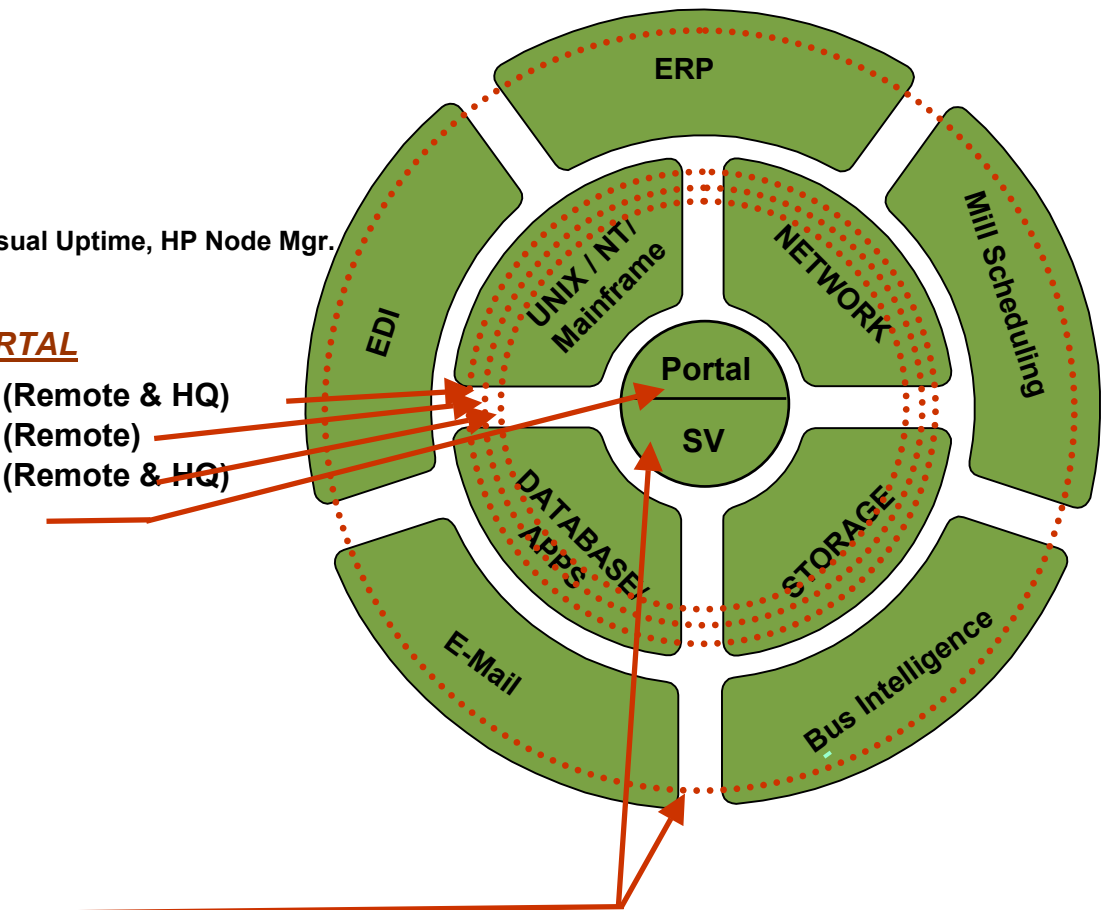 ERP
Mill Scheduling
sual Uptime, HP Node Mgr.
UNIX / NT/
Mainframe
NETWORK
EDI
RTAL
(Remote & HQ)
(Remote)
(Remote & HQ)
Portal
SV
DATABASE/
APPS
STORAGE
E-Mail
Bus Intelligence